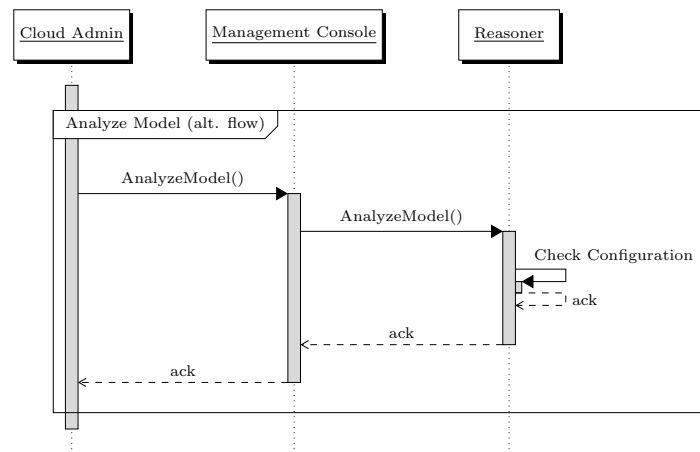 Cloud Admin
Management Console
Reasoner
Analyze Model (alt. flow)
AnalyzeModel()
AnalyzeModel()
Check Configuration
ack
ack
ack